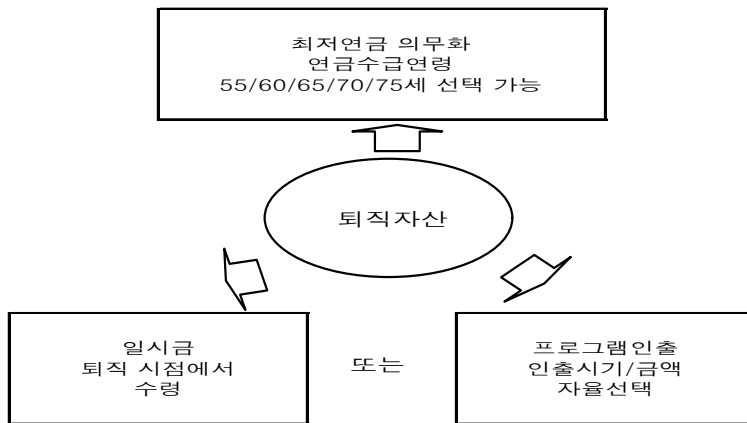 최저연금 의무화
연금수급연령
55/60/65/70/75세 선택 가능
퇴직자산
일시금
퇴직 시점에서
수령
또는
프로그램인출
인출시기/금액
자율선택